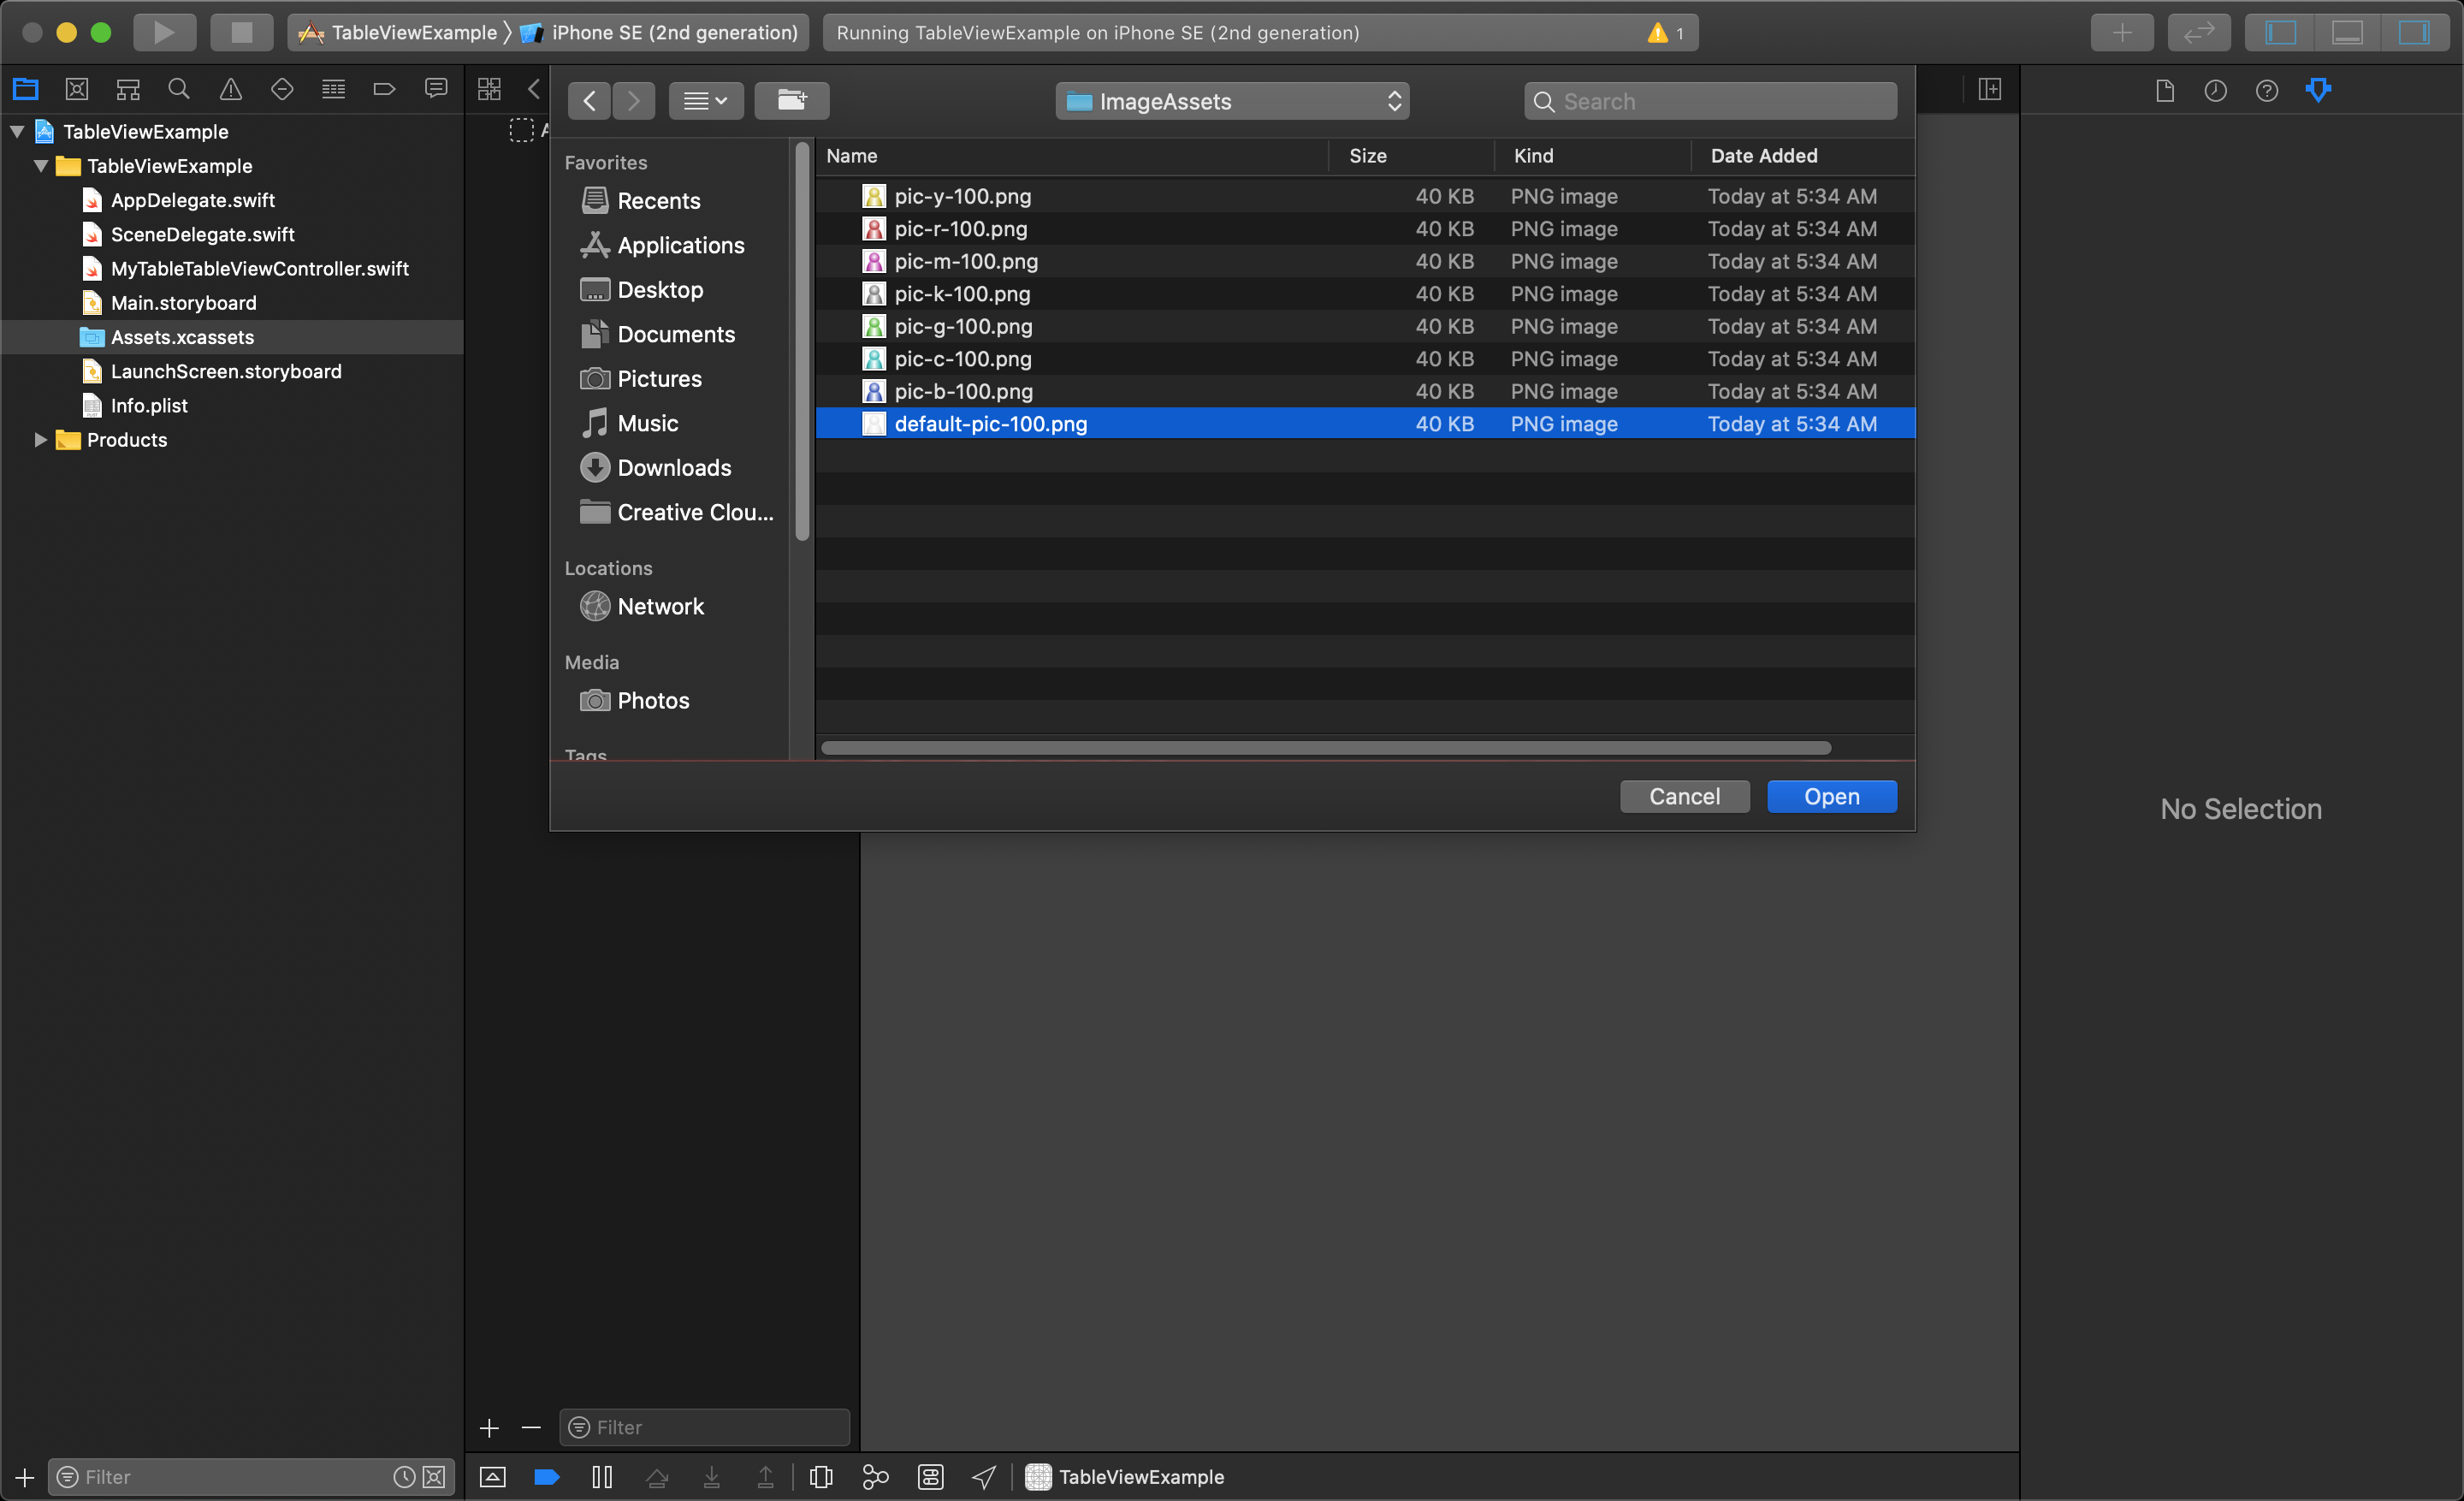 TableViewExample iPhone SE (2nd generation)
Running TableViewExample on iPhone SE (2nd generation) 1
TableViewExample
TableViewExample
AppDelegate.swift
SceneDelegate.swift
MyTableTableViewController.swift
Main.storyboard
Assets.xcassets
LaunchScreen.storyboard
Info.plist
Products
Filter
ImageAssets
Search
Favorites
Recents
Applications
Desktop
Documents
Pictures
Music
Downloads
Creative Clou...
Locations
Network
Media
Photos
Tags
Name Size Kind Date Added
pic-y-100.png 40 KB PNG image Today at 5:34 AM
pic-r-100.png 40 KB PNG image Today at 5:34 AM
pic-m-100.png 40 KB PNG image Today at 5:34 AM
pic-k-100.png 40 KB PNG image Today at 5:34 AM
pic-g-100.png 40 KB PNG image Today at 5:34 AM
pic-c-100.png 40 KB PNG image Today at 5:34 AM
pic-b-100.png 40 KB PNG image Today at 5:34 AM
default-pic-100.png 40 KB PNG image Today at 5:34 AM
Cancel Open
No Selection
Filter
TableViewExample